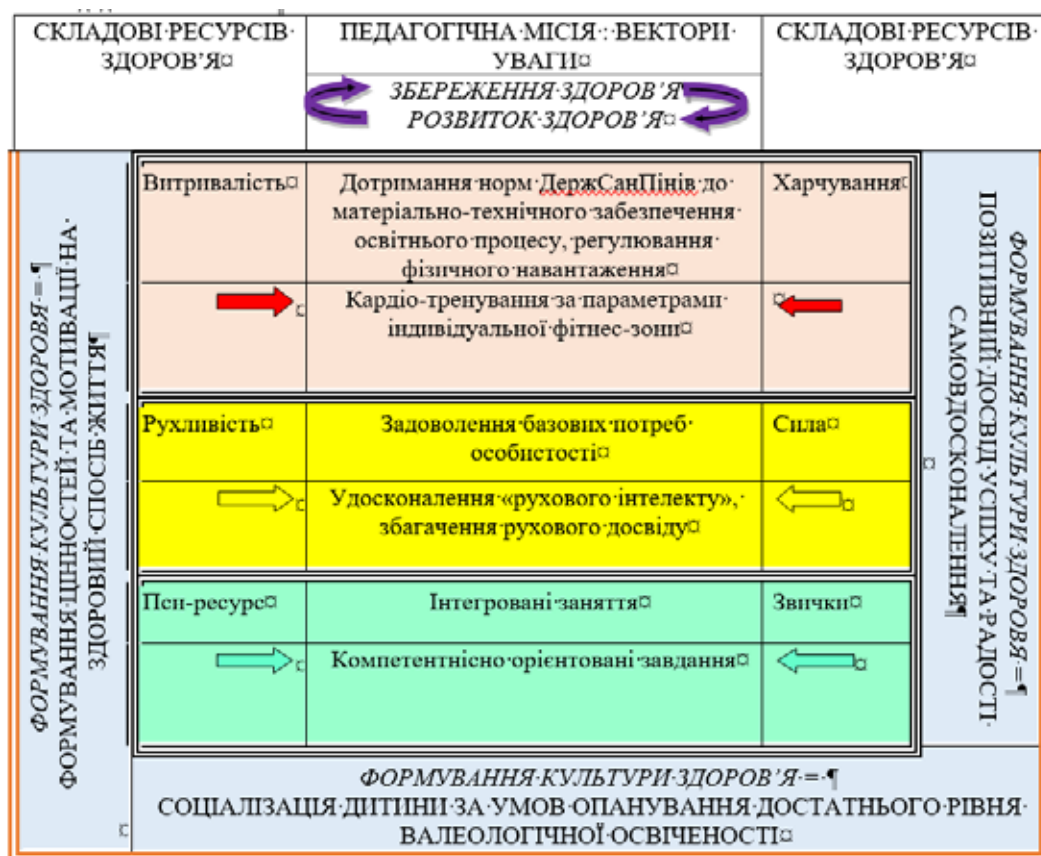 СКЛАДОВІ РЕСУРСІВ
ЗДОРОВ’Я
ПЕДАГОГІЧНА МІСІЯ : ВЕКТОРИ
УВАГИ
ЗБЕРЕЖЕННЯ ЗДОРОВ’Я
РОЗВИТОК ЗДОРОВ’Я
СКЛАДОВІ РЕСУРСІВ
ЗДОРОВ’Я
ФОРМУВАННЯ КУЛЬТУРИ ЗДОРОВЯ =
ФОРМУВАННЯ ЦІННОСТЕЙ ТА МОТИВАЦІЇ НА
ЗДОРОВИЙ СПОСІБ ЖИТТЯ
Витривалість
Дотримання норм ДержСанПінів до
матеріально-технічного забезпечення
освітнього процесу, регулювання
фізичного навантаження
Харчування
Кардіо-тренування за параметрами
індивідуальної фітнес-зони
Рухливість
Задоволення базових потреб
особистості
Сила
Удосконалення «рухового інтелекту»,
збагачення рухового досвіду
Пси-ресурс
Інтегровані заняття
Звички
Компетентнісно орієнтовані завдання
ФОРМУВАННЯ КУЛЬТУРИ ЗДОРОВЯ =
ПОЗИТИВНИЙ ДОСВІД УСПІХУ ТА РАДОСТІ
САМОВДОСКОНАЛЕННЯ
ФОРМУВАННЯ КУЛЬТУРИ ЗДОРОВ’Я =
СОЦІАЛІЗАЦІЯ ДИТИНИ ЗА УМОВ ОПАНУВАННЯ ДОСТАТНЬОГО РІВНЯ
ВАЛЕОЛОГІЧНОЇ ОСВІЧЕНОСТІ